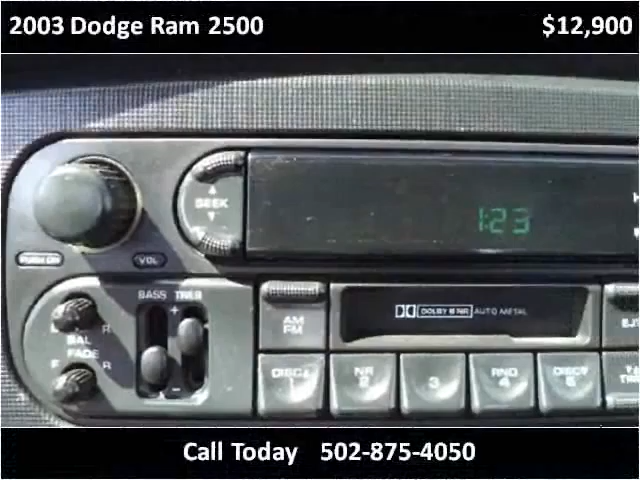 2003 Dodge Ram 2500 $12,900
SEEK
1:23
PUSH ON VOL
BASS TREB
AM
FM
DOLBY B NR AUTO METAL
EJT
L R
BAL
FADE
F R
DISC
1
NR
2
3
RND
4
DISC
5
Call Today 502-875-4050